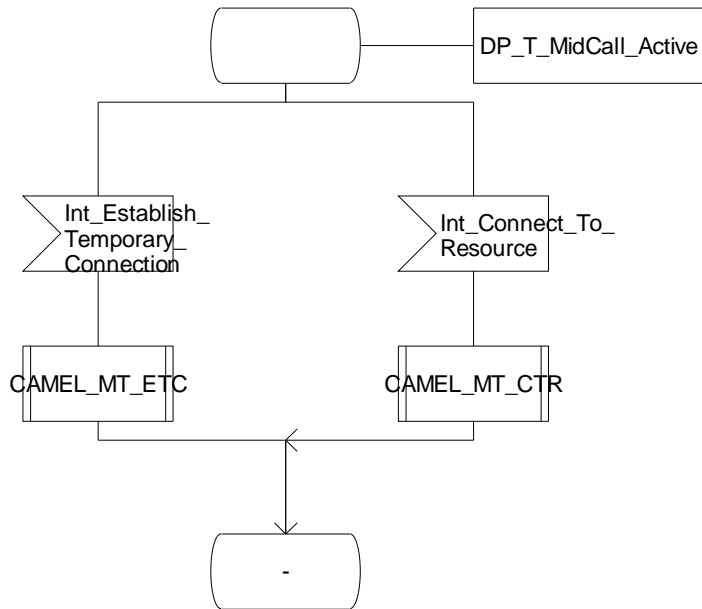 DP_T_MidCall_Active
Int_Establish_
Temporary_
Connection
Int_Connect_To_
Resource
CAMEL_MT_ETC
CAMEL_MT_CTR
-